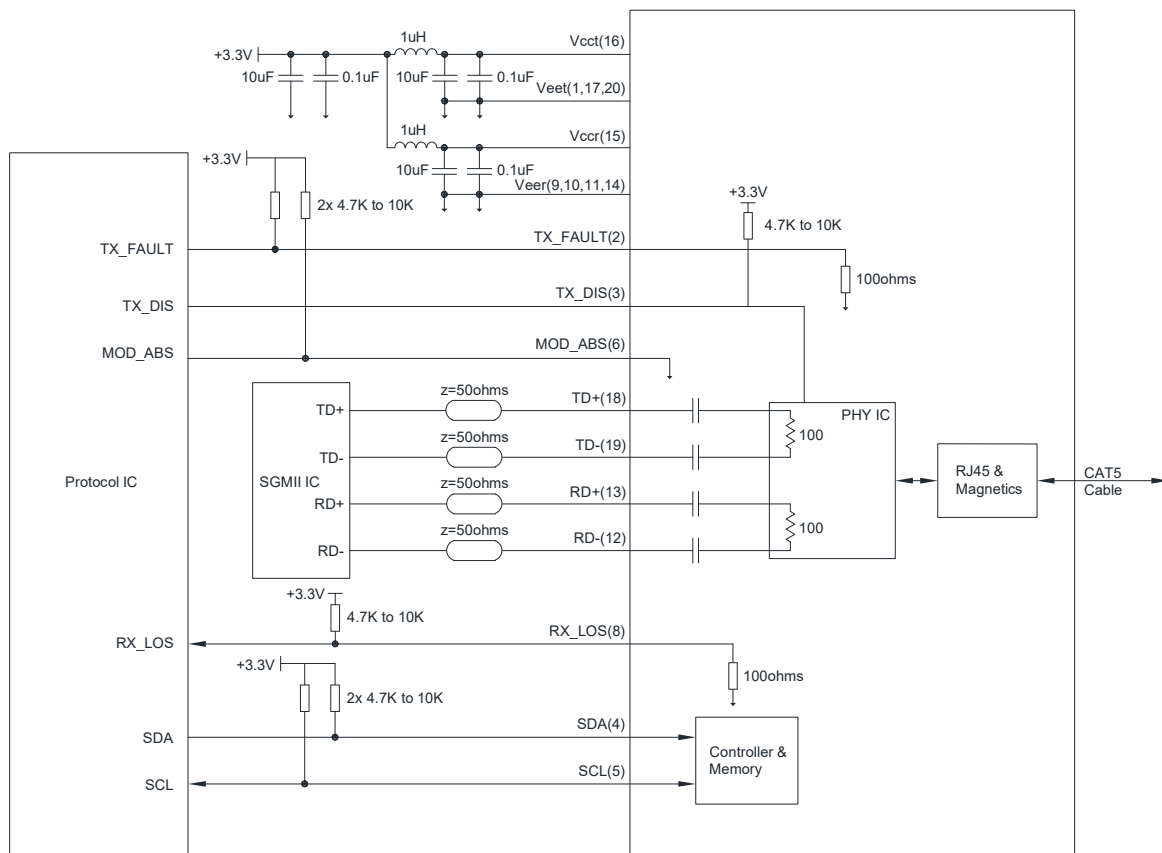 1uH
Vcct(16)
+3.3V
10uF
0.1uF
10uF
0.1uF
Veet(1,17,20)
1uH
Vccr(15)
+3.3V
10uF
0.1uF
Veer(9,10,11,14)
+3.3V
2x 4.7K to 10K
4.7K to 10K
TX_FAULT
TX_FAULT(2)
100ohms
TX_DIS
TX_DIS(3)
MOD_ABS
MOD_ABS(6)
z=50ohms
TD+
TD+(18)
PHY IC
100
z=50ohms
TD-
TD-(19)
Protocol IC
SGMII IC
RJ45 &
Magnetics
CAT5
Cable
z=50ohms
RD+
RD+(13)
100
z=50ohms
RD-
RD-(12)
+3.3V
4.7K to 10K
RX_LOS
RX_LOS(8)
+3.3V
100ohms
2x 4.7K to 10K
SDA
SDA(4)
Controller &
Memory
SCL
SCL(5)